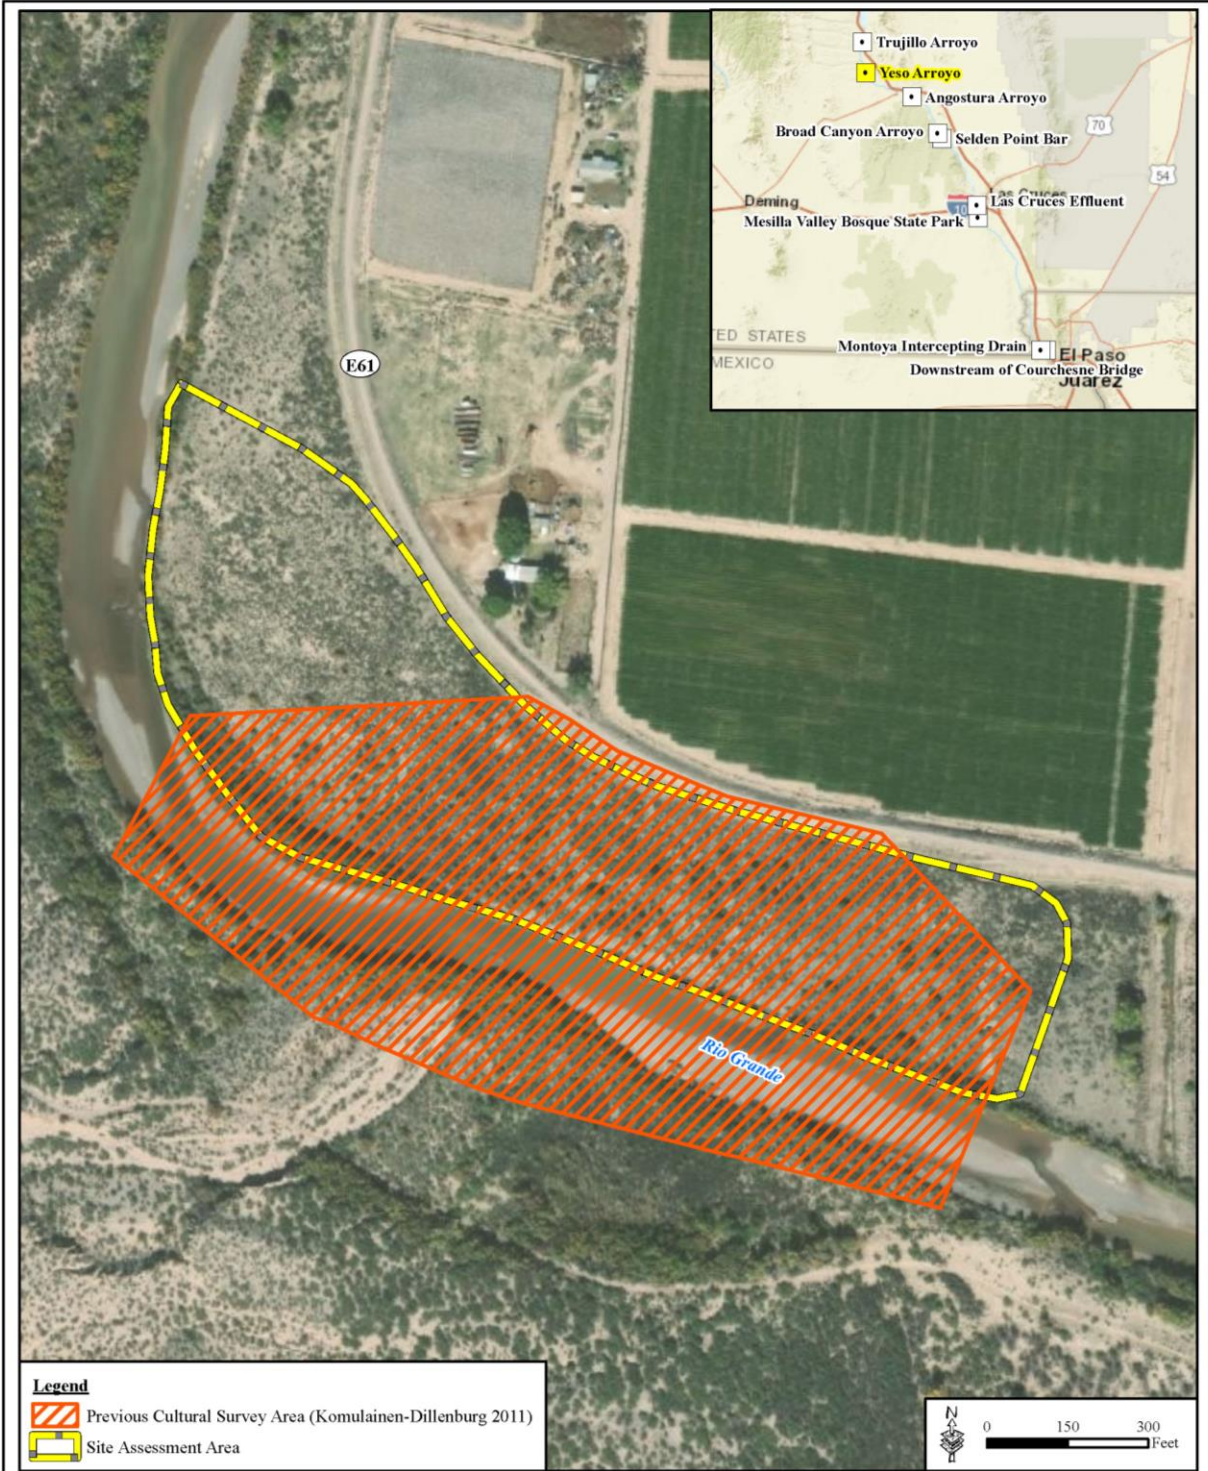 Trujillo Arroyo
Yeso Arroyo
Angostura Arroyo
Broad Canyon Arroyo
Selden Point Bar
70
54
Deming
Las Cruces
10
Las Cruces Effluent
Mesilla Valley Bosque State Park
TED STATES
MEXICO
Montoya Intercepting Drain
El Paso
Downstream of Courchesne Bridge
Juarez
E61
Rio Grande
Legend
Previous Cultural Survey Area (Komulainen-Dillenburg 2011)
Site Assessment Area
N
0 150 300
Feet